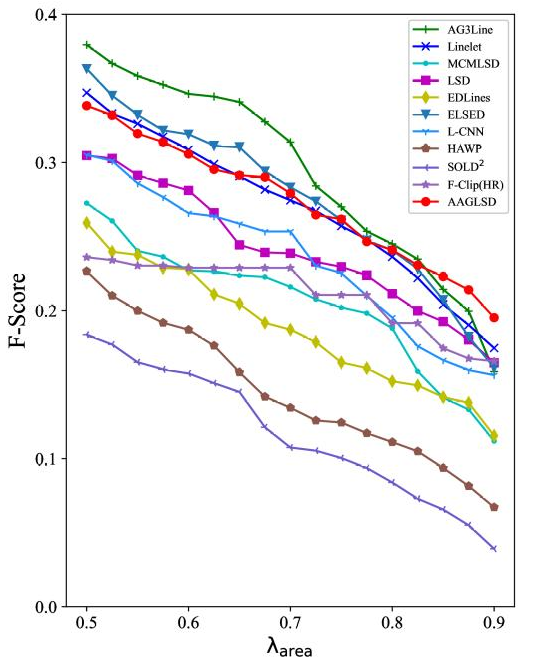 0.4
0.3
0.2
0.1
0.0
F-Score
0.5
0.6
0.7
0.8
0.9
λarea
AG3Line
Linelet
MCMLSD
LSD
EDLines
ELSED
L-CNN
HAWP
SOLD²
F-Clip(HR)
AAGLSD